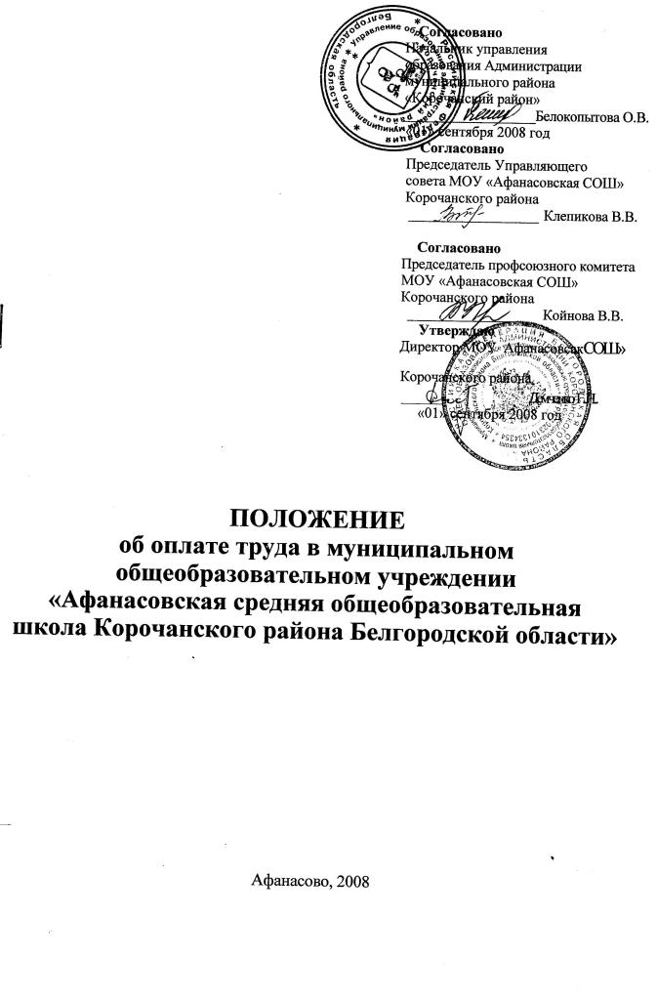 Согласовано
Начальник управления
образования Администрации
муниципального района
«Корочанский район»
Белокопытова О.В.
«01» сентября 2008 год
Согласовано
Председатель Управляющего
совета МОУ «Афанасовская СОШ»
Корочанского района
Клепикова В.В.
Согласовано
Председатель профсоюзного комитета
МОУ «Афанасовская СОШ»
Корочанского района
Койнова В.В.
Утверждаю
Директор МОУ Афанасовская СОШ»
Корочанского района
«01» сентября 2008 год
ПОЛОЖЕНИЕ
об оплате труда в муниципальном
общеобразовательном учреждении
«Афанасовская средняя общеобразовательная
школа Корочанского района Белгородской области»
Афанасово, 2008